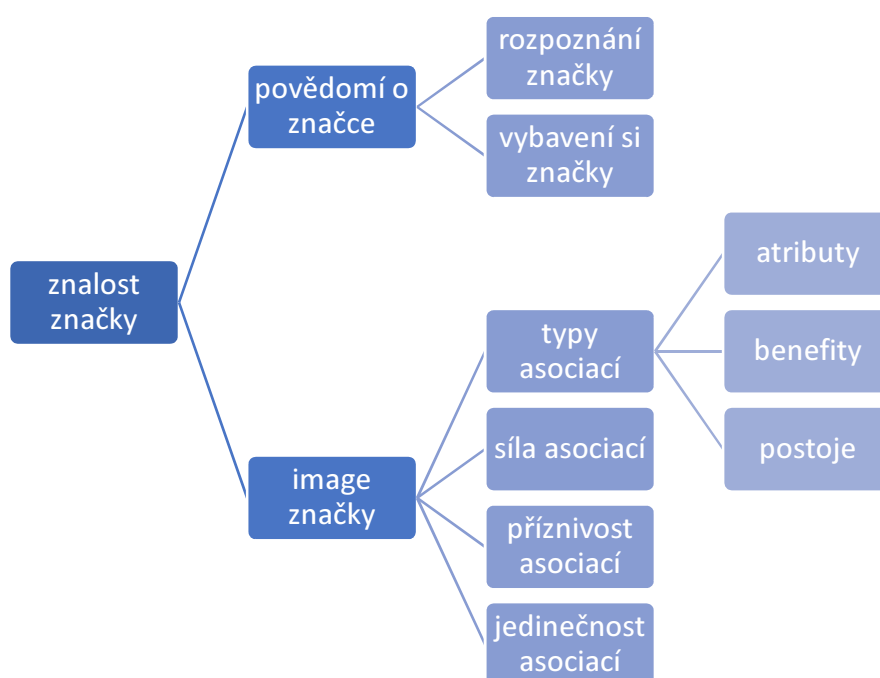 znalost
značky
povědomí o
značce
rozpoznání
značky
vybavení si
značky
image
značky
typy
asociací
atributy
benefity
postoje
síla asociací
příznivost
asociací
jedinečnost
asociací